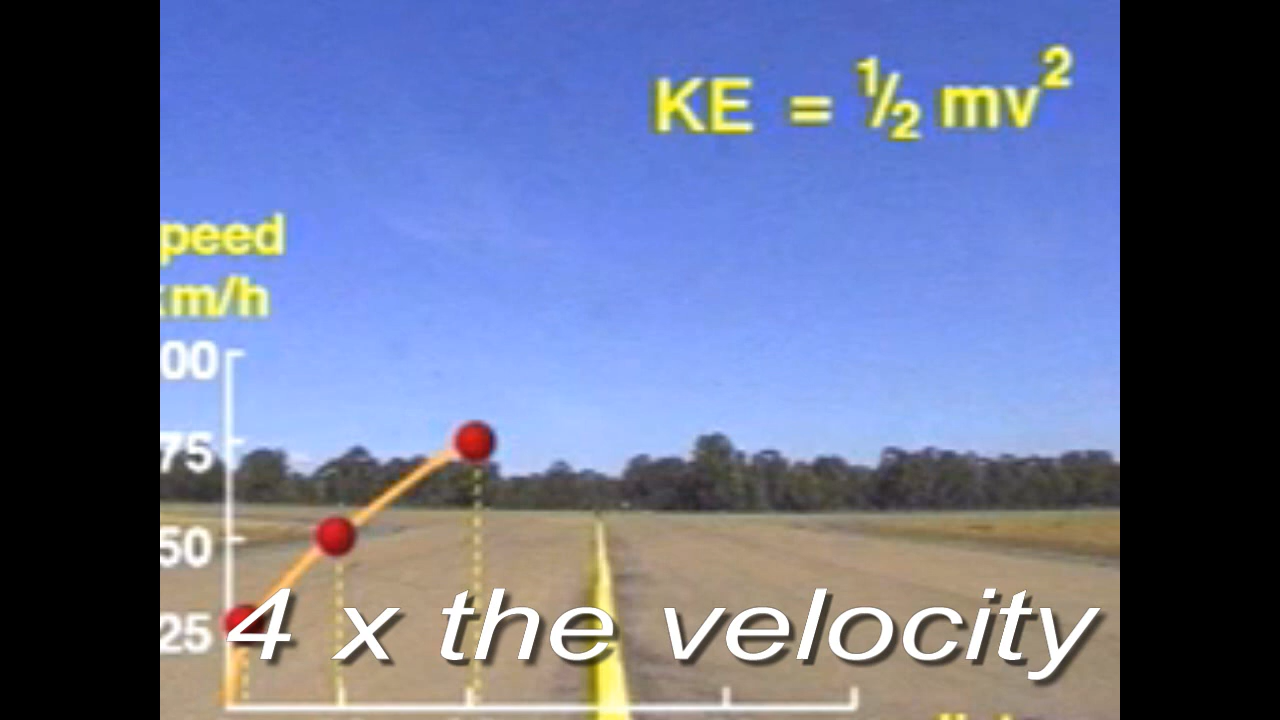 KE = ½ mv²
peed
km/h
00
75
50
25
4 x the velocity